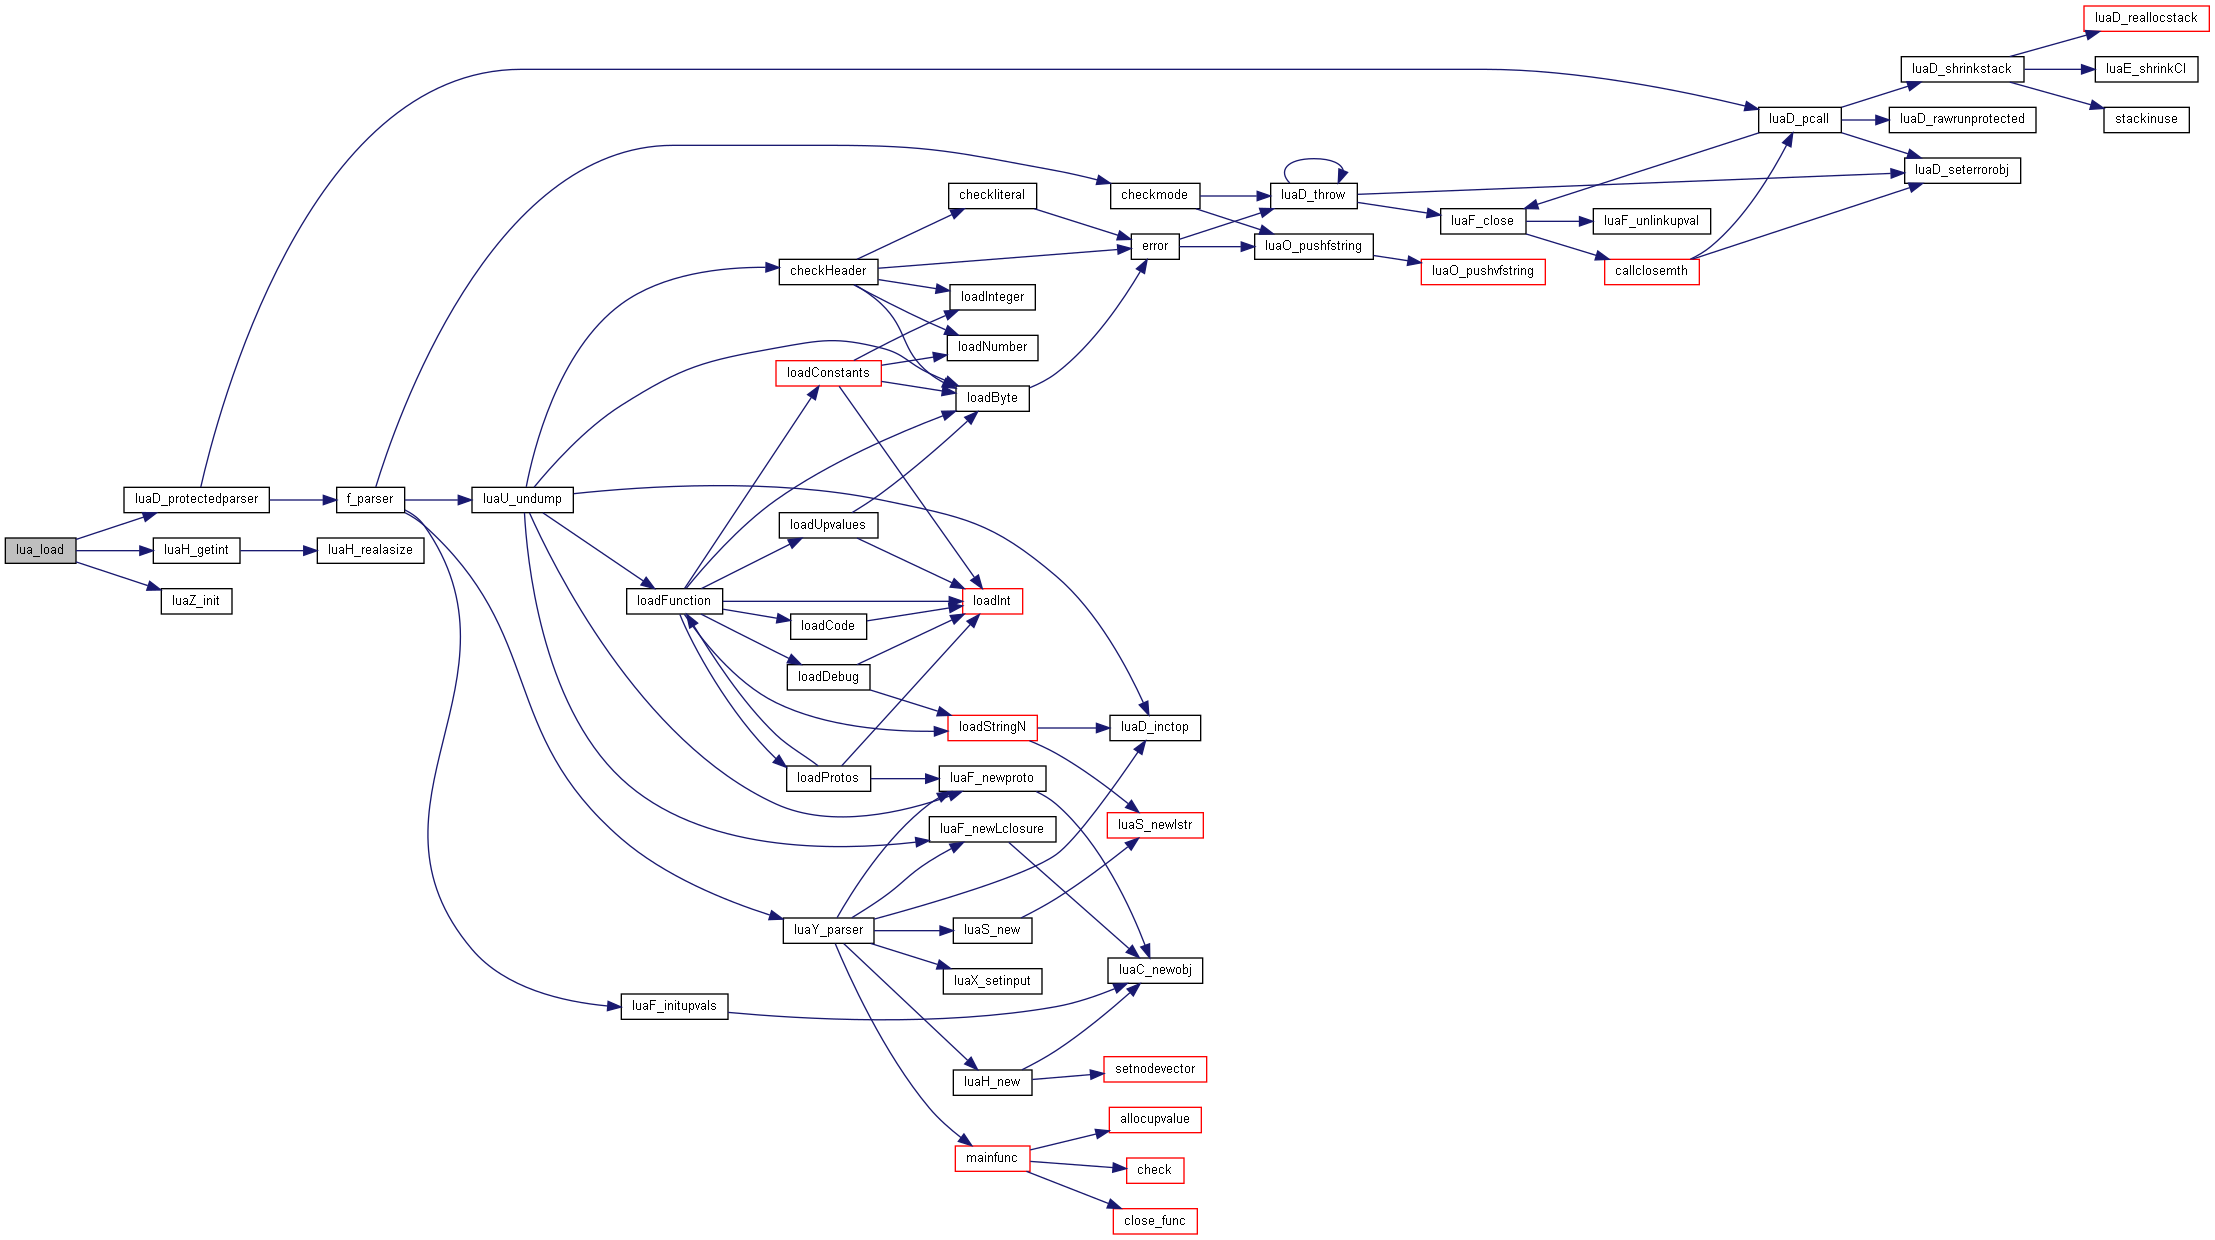 lua_load
luaD_protectedparser
luaH_getint
luaZ_init
f_parser
luaH_realasize
luaU_undump
loadFunction
luaF_initupvals
checkHeader
loadConstants
loadUpvalues
loadCode
loadDebug
loadProtos
luaY_parser
checkliteral
loadInteger
loadNumber
loadByte
loadInt
loadStringN
luaF_newproto
luaF_newLclosure
luaS_new
luaX_setinput
luaH_new
mainfunc
checkmode
error
luaD_inctop
luaS_newlstr
luaC_newobj
setnodevector
allocupvalue
check
close_func
luaD_throw
luaO_pushfstring
luaF_close
luaO_pushvfstring
luaF_unlinkupval
callclosemth
luaD_pcall
luaD_shrinkstack
luaD_rawrunprotected
luaD_seterrorobj
luaD_reallocstack
luaE_shrinkCI
stackinuse